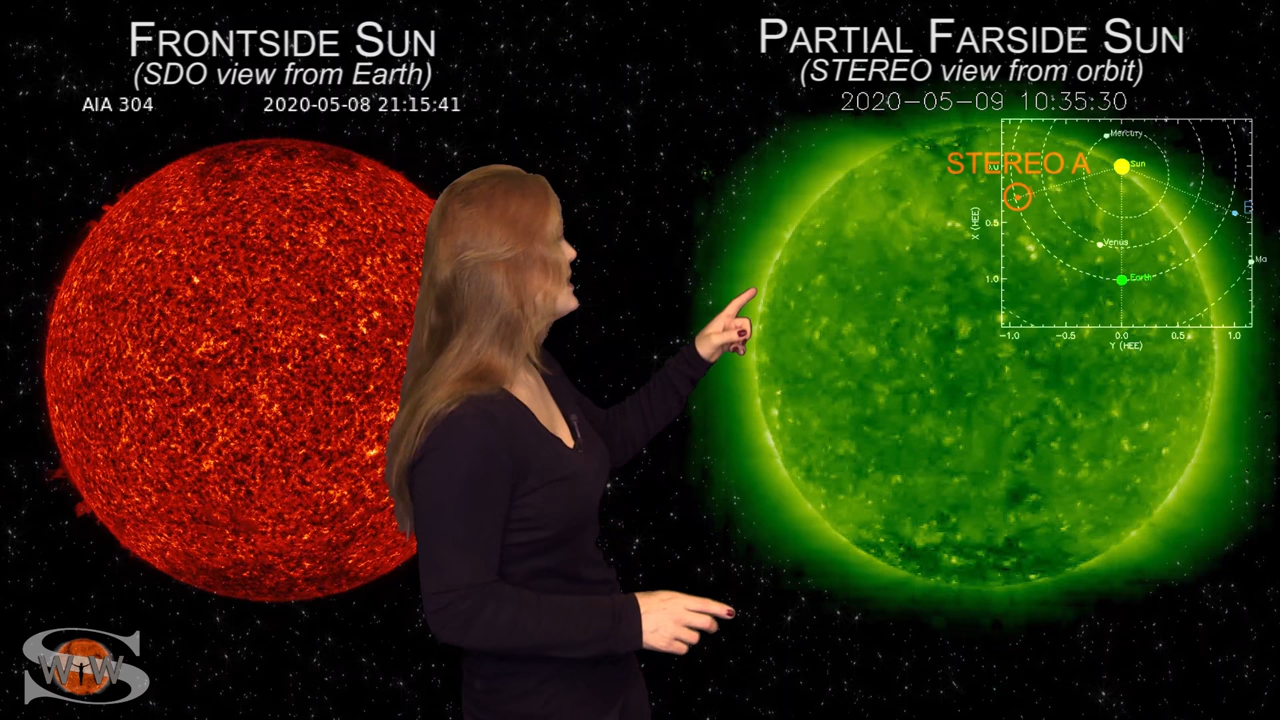 FRONTSIDE SUN
(SDO view from Earth)
AIA 304 2020-05-08 21:15:41
PARTIAL FARSIDE SUN
(STEREO view from orbit)
2020-05-09 10:35:30
Mercury
STEREO A
Sun
0.5
X (HEE)
Venus
Ma
1.0
Earth
-1.0 -0.5 0.0 0.5 1.0
Y (HEE)
S
WTW